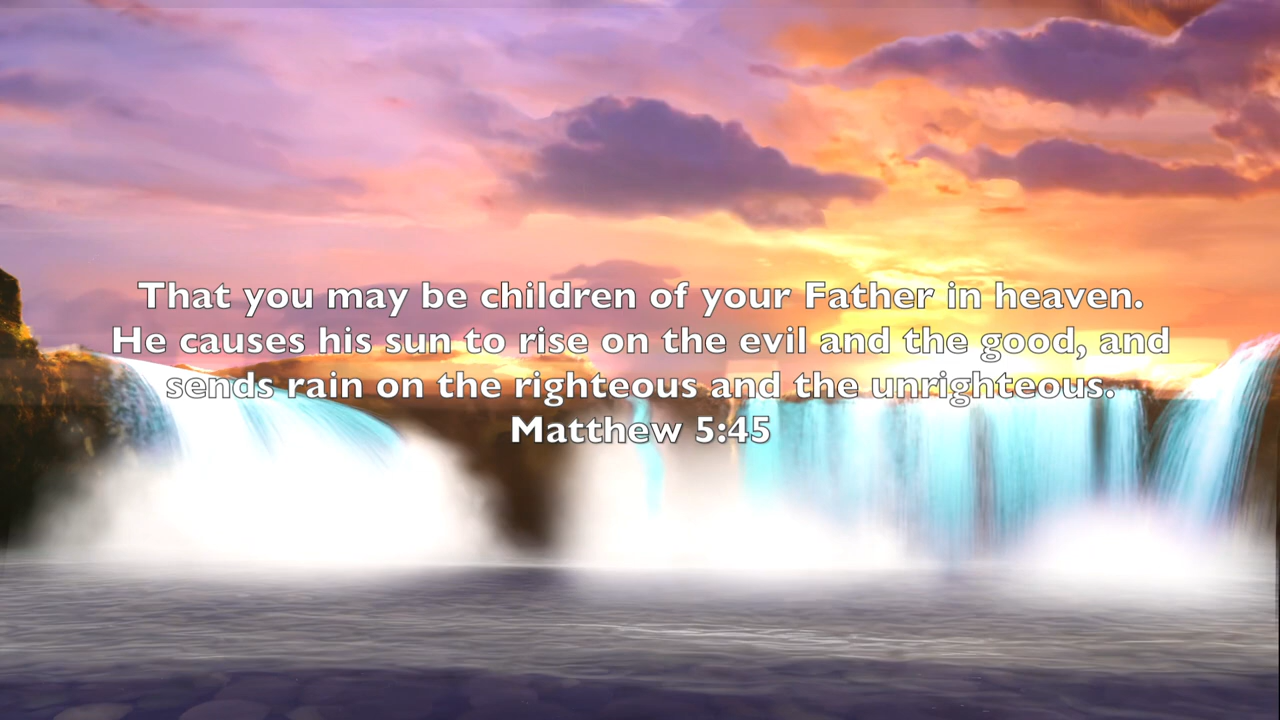 That you may be children of your Father in heaven.
He causes his sun to rise on the evil and the good, and
sends rain on the righteous and the unrighteous.
Matthew 5:45